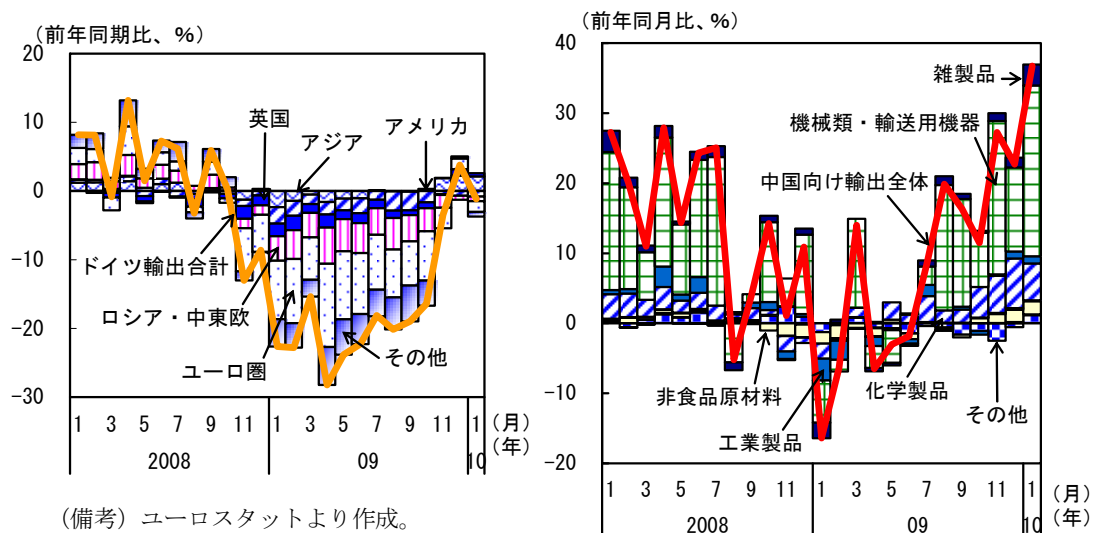 （前年同期比、％）
20
10
0
-10
-20
-30
英国
アジア
アメリカ
ドイツ輸出合計
ロシア・中東欧
ユーロ圏
その他
1 3 5 7 9 11 1 3 5 7 9 11 1 （月）
（年）
2008 09 10
（備考）ユーロスタットより作成。
（前年同月比、％）
40
30
20
10
0
-10
-20
雑製品
機械類・輸送用機器
中国向け輸出全体
非食品原材料
化学製品
その他
工業製品
1 3 5 7 9 11 1 3 5 7 9 11 1 （月）
（年）
2008 09 10